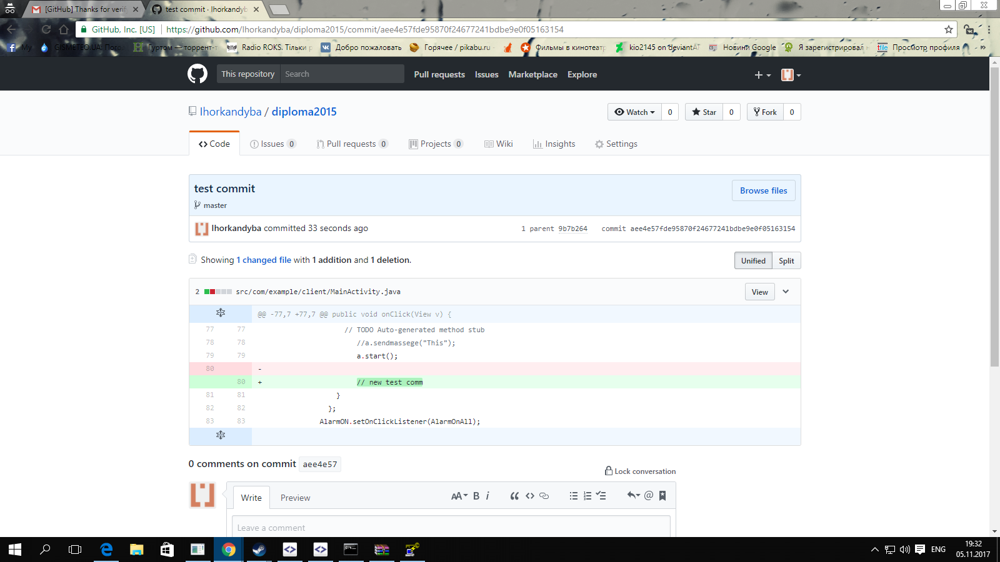 [GitHub] Thanks for verif
test commit · Ihorkandyb
GitHub, Inc. [US]
https://github.com/Ihorkandyba/diploma2015/commit/aee4e57fde95870f24677241bdbe9e0f05163154
My
GISMETEO.UA: Пого
Гуртом — торрент-т
Radio ROKS: Тільки р
Добро пожаловать
Горячее / pikabu.ru -
Фильмы в кинотеатр
kio2145 on deviantAT
Новини Google
Я зарегистрировал
Просмотр профиля
This repository
Search
Pull requests
Issues
Marketplace
Explore
Ihorkandyba / diploma2015
Watch 0
Star 0
Fork 0
Code
Issues 0
Pull requests 0
Projects 0
Wiki
Insights
Settings
test commit
Browse files
master
Ihorkandyba committed 33 seconds ago
1 parent 9b7b264
commit aee4e57fde95870f24677241bdbe9e0f05163154
Showing 1 changed file with 1 addition and 1 deletion.
Unified
Split
2 src/com/example/client/MainActivity.java
View
@@ -77,7 +77,7 @@ public void onClick(View v) {
77 77 // TODO Auto-generated method stub
78 78 //a.sendmassege("This");
79 79 a.start();
80 -
80 + // new test comm
81 81 }
82 82 };
83 83 AlarmON.setOnClickListener(AlarmOnAll);
0 comments on commit aee4e57
Lock conversation
Write
Preview
AA B i
Leave a comment
ENG
19:32
05.11.2017